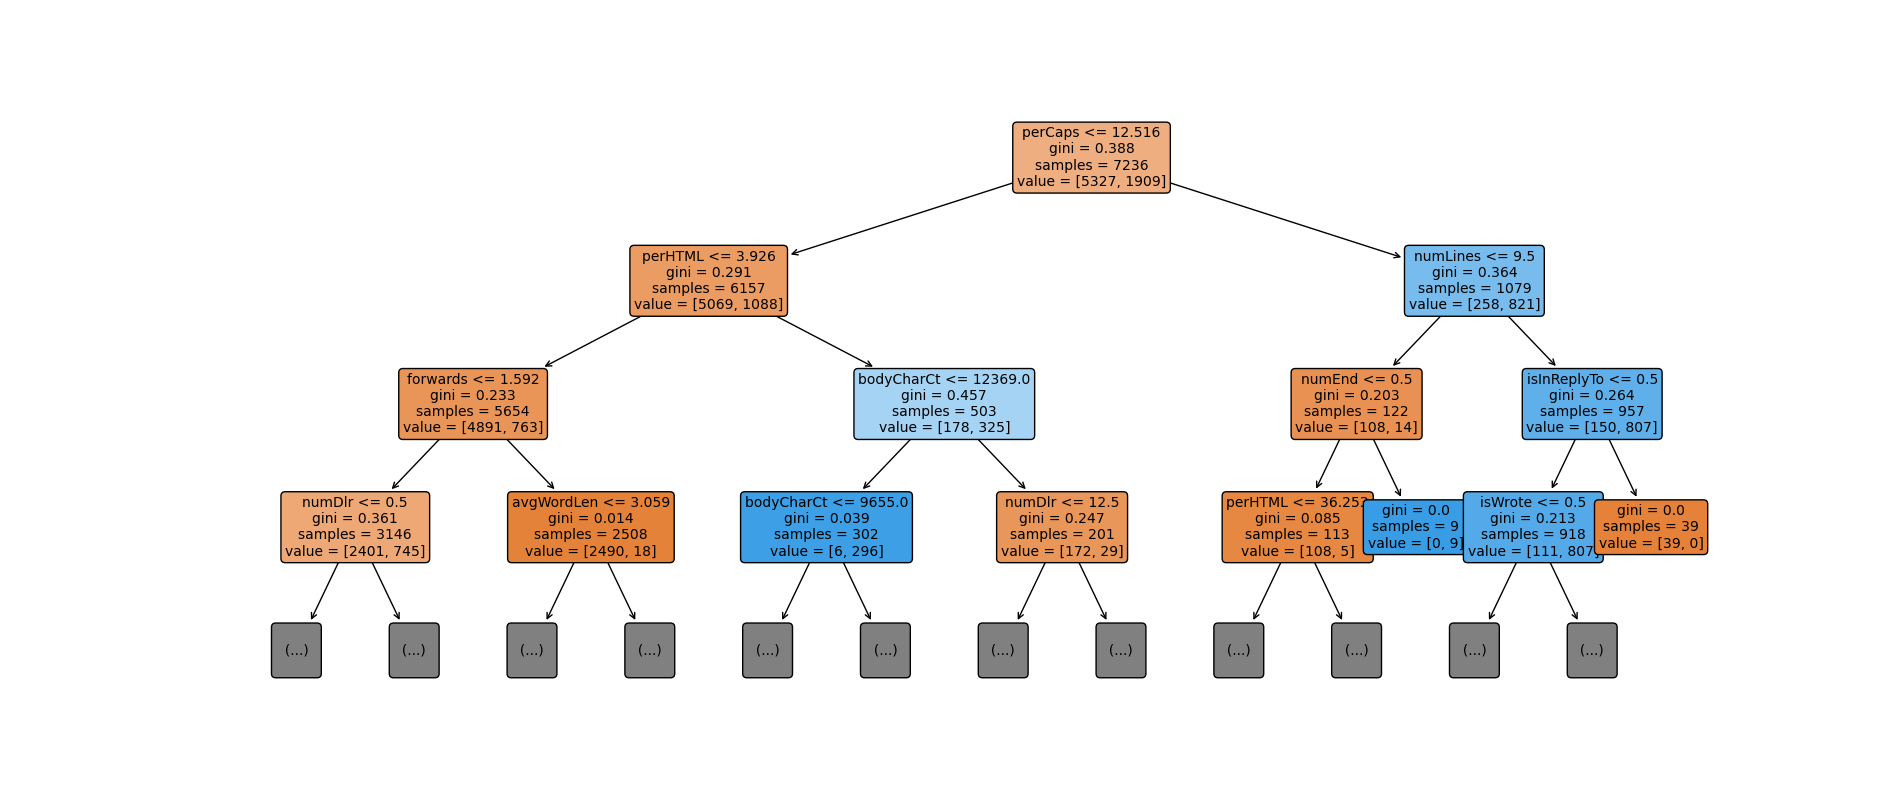 perCaps <= 12.516
gini = 0.388
samples = 7236
value = [5327, 1909]
perHTML <= 3.926
gini = 0.291
samples = 6157
value = [5069, 1088]
numLines <= 9.5
gini = 0.364
samples = 1079
value = [258, 821]
forwards <= 1.592
gini = 0.233
samples = 5654
value = [4891, 763]
bodyCharCt <= 12369.0
gini = 0.457
samples = 503
value = [178, 325]
numEnd <= 0.5
gini = 0.203
samples = 122
value = [108, 14]
isInReplyTo <= 0.5
gini = 0.264
samples = 957
value = [150, 807]
numDlr <= 0.5
gini = 0.361
samples = 3146
value = [2401, 745]
avgWordLen <= 3.059
gini = 0.014
samples = 2508
value = [2490, 18]
bodyCharCt <= 9655.0
gini = 0.039
samples = 302
value = [6, 296]
numDlr <= 12.5
gini = 0.247
samples = 201
value = [172, 29]
perHTML <= 36.252
gini = 0.085
samples = 113
value = [108, 5]
gini = 0.0
samples = 9
value = [0, 9]
isWrote <= 0.5
gini = 0.213
samples = 918
value = [111, 807]
gini = 0.0
samples = 39
value = [39, 0]
(...)
(...)
(...)
(...)
(...)
(...)
(...)
(...)
(...)
(...)
(...)
(...)